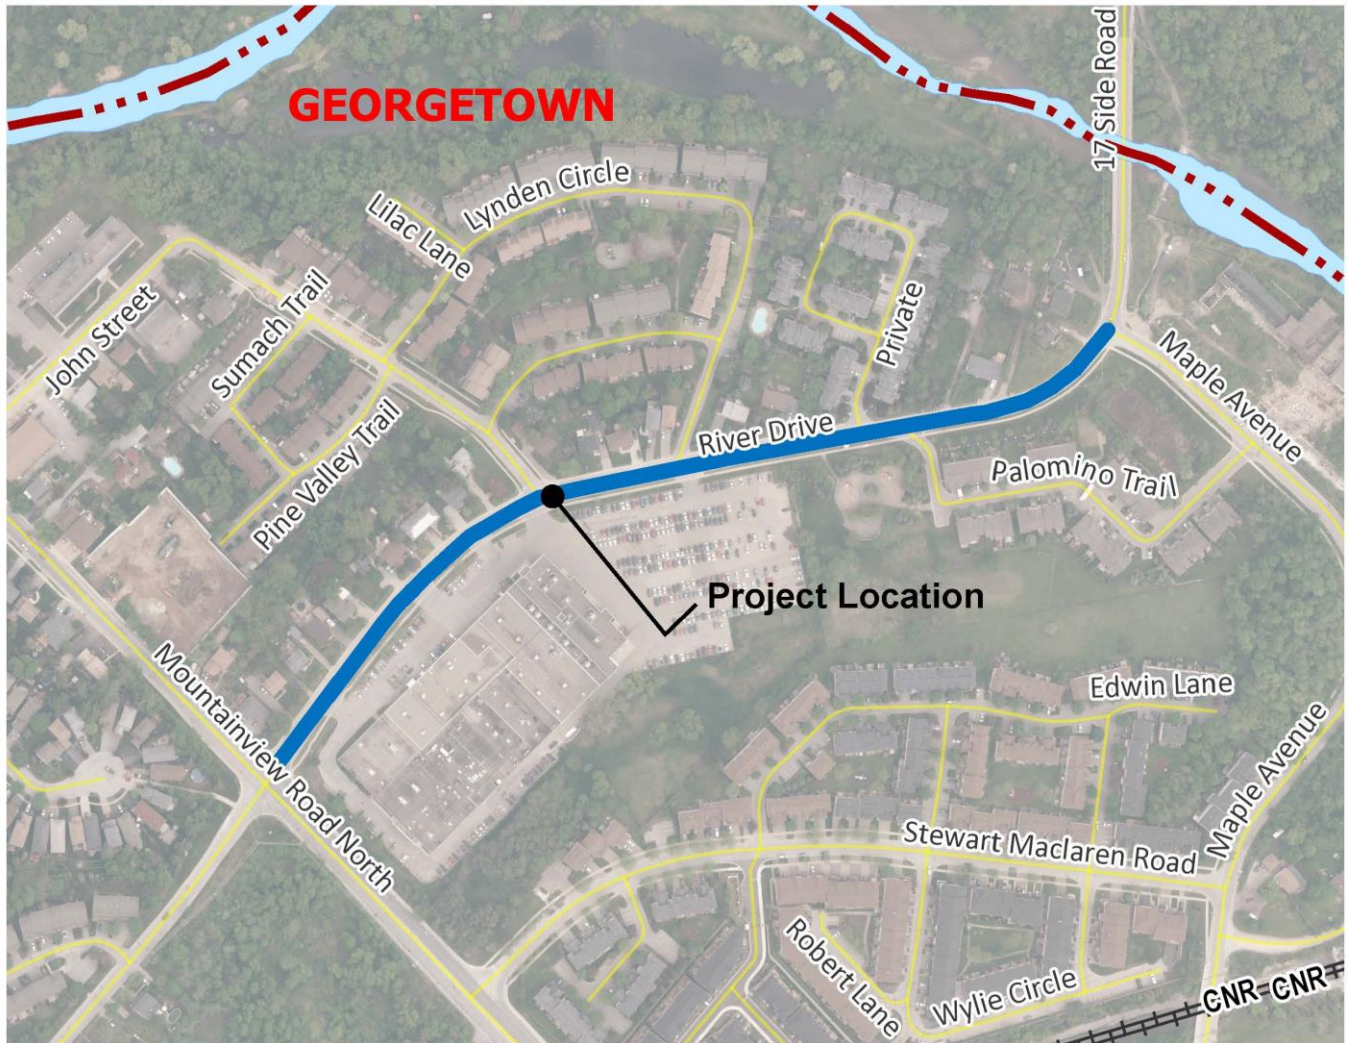 17 Side Road
GEORGETOWN
Lynden Circle
Lilac Lane
John Street
Sumach Trail
Private
Maple Avenue
Pine Valley Trail
River Drive
Palomino Trail
Project Location
Mountainview Road North
Edwin Lane
Maple Avenue
Stewart Maclaren Road
Robert Lane
Wylie Circle
CNR
CNR